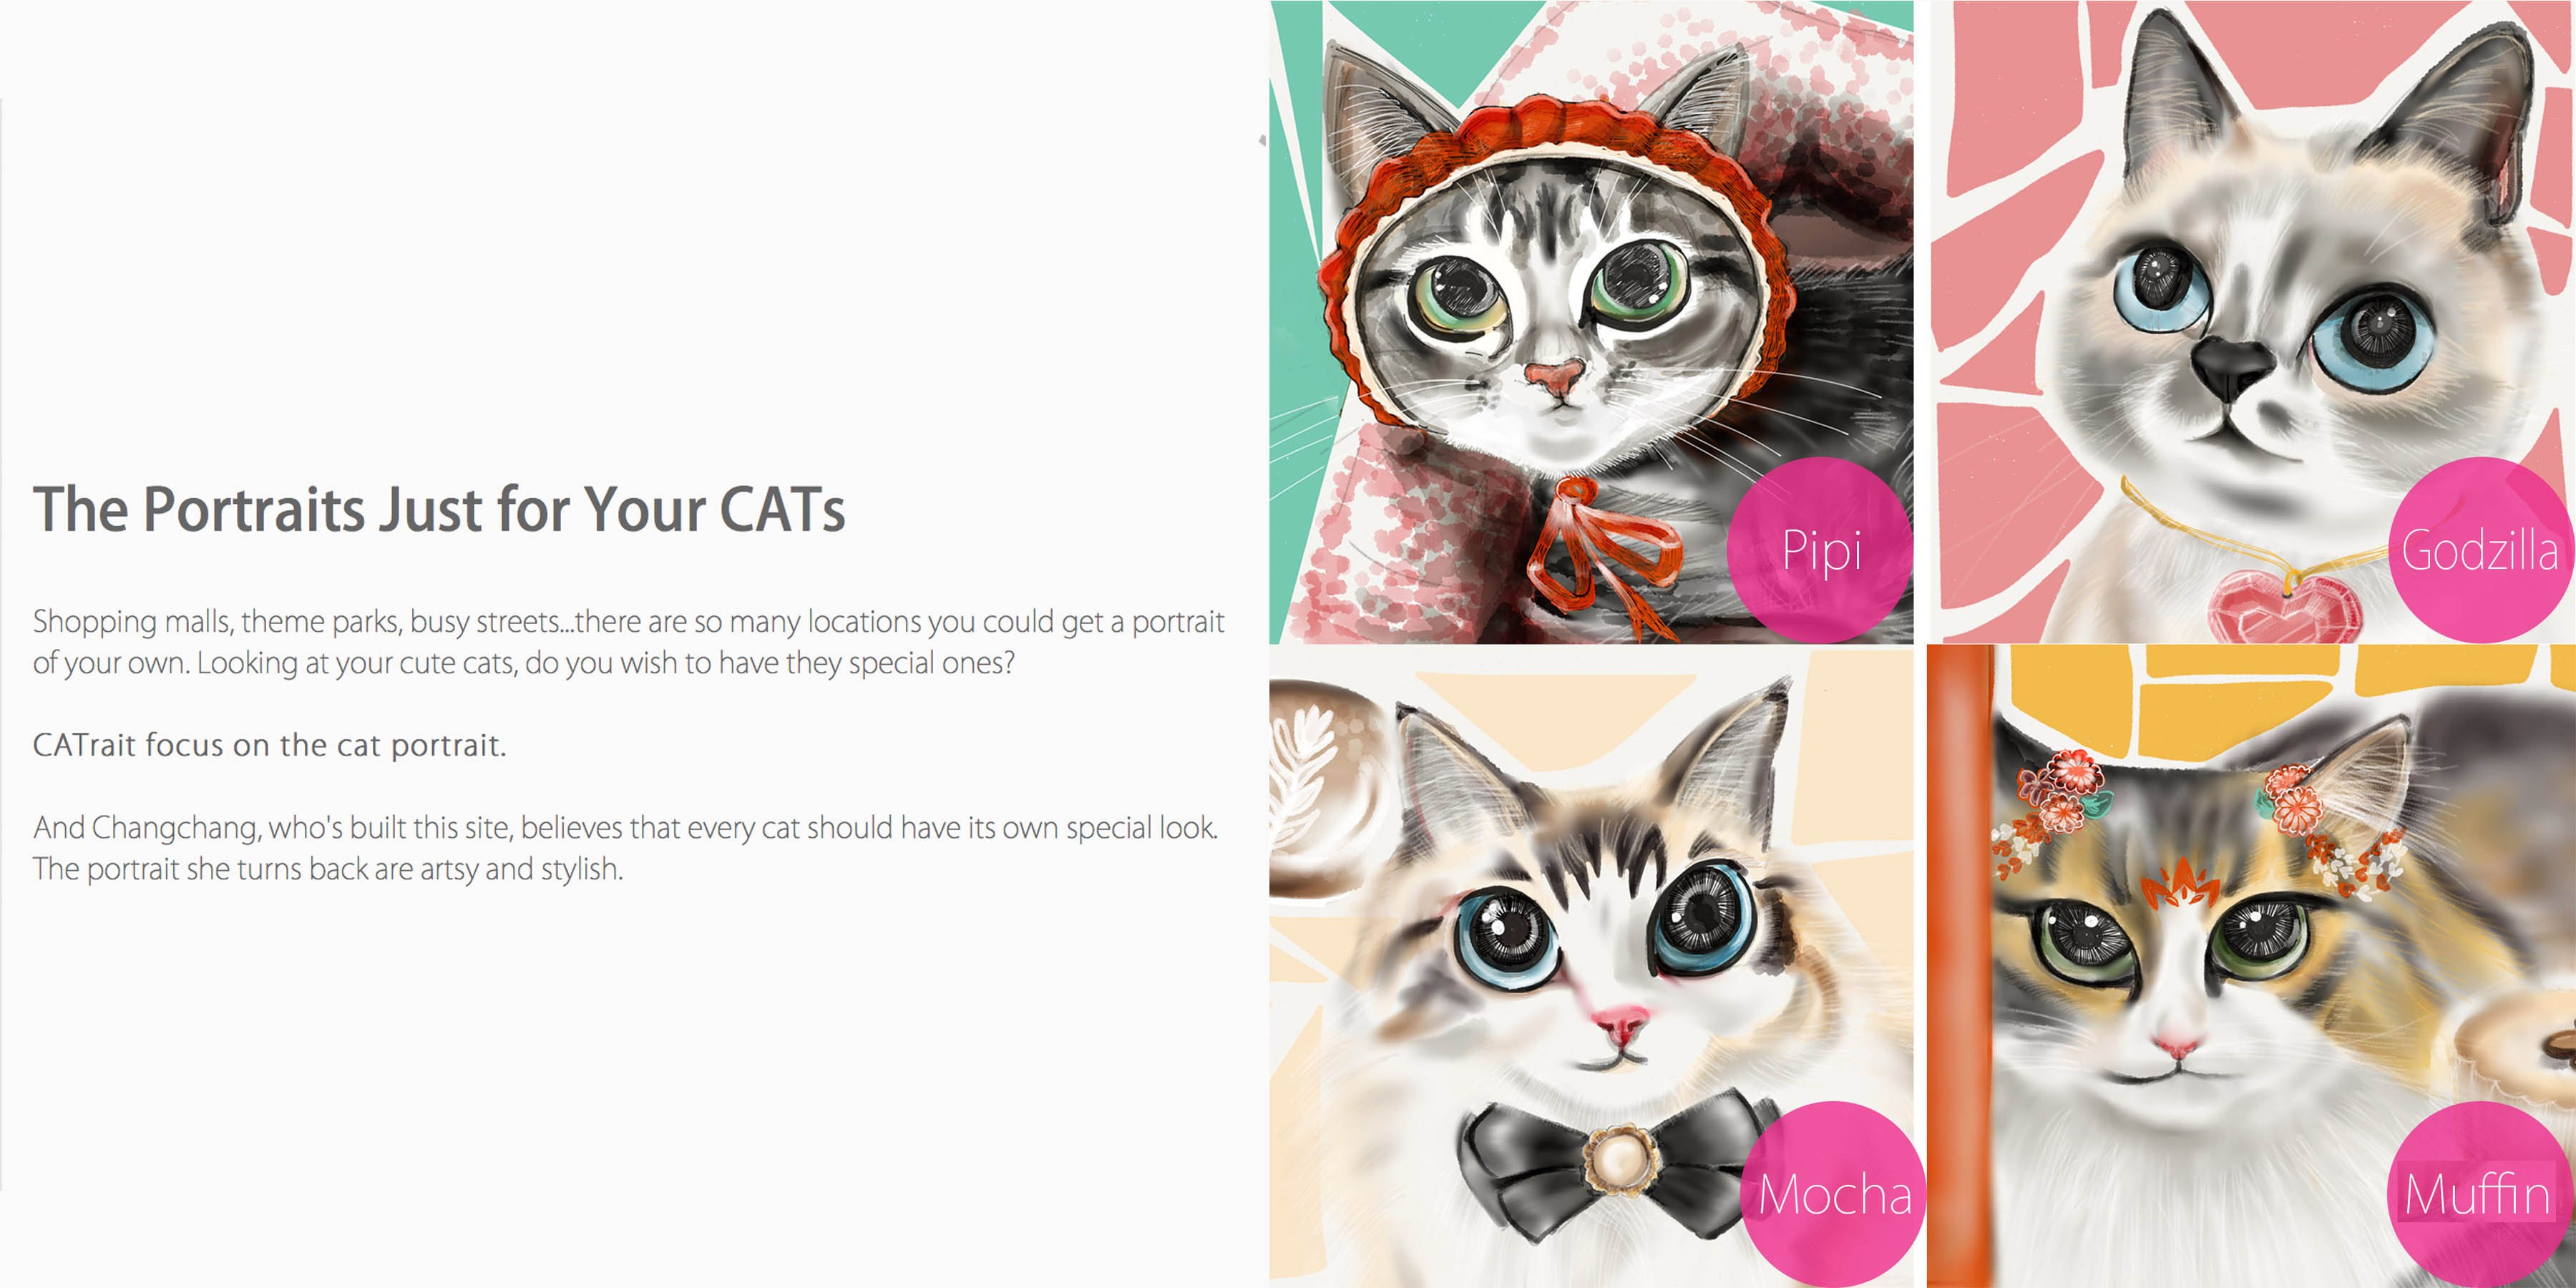 The Portraits Just for Your CATs
Shopping malls, theme parks, busy streets...there are so many locations you could get a portrait
of your own. Looking at your cute cats, do you wish to have they special ones?
CATrait focus on the cat portrait.
And Changchang, who's built this site, believes that every cat should have its own special look.
The portrait she turns back are artsy and stylish.
Pipi
Godzilla
Mocha
Muffin